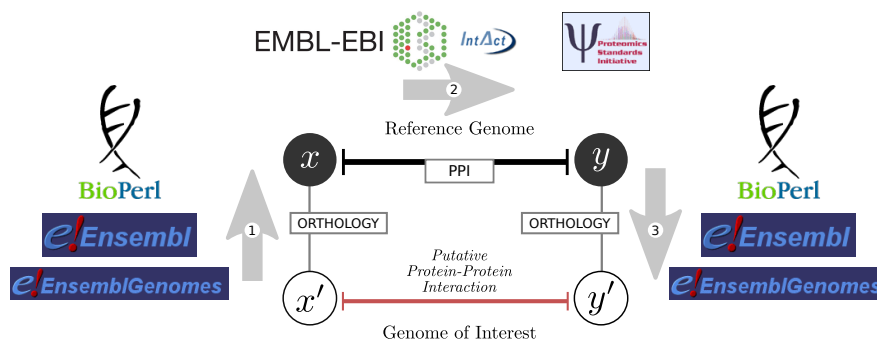 EMBL-EBI
IntAct
Ψ Proteomics
Standards
Initiative
2
Reference Genome
x
PPI
y
BioPerl
BioPerl
e!Ensembl
e!EnsemblGenomes
1
ORTHOLOGY
ORTHOLOGY
3
e!Ensembl
e!EnsemblGenomes
Putative
Protein-Protein
Interaction
x′
y′
Genome of Interest